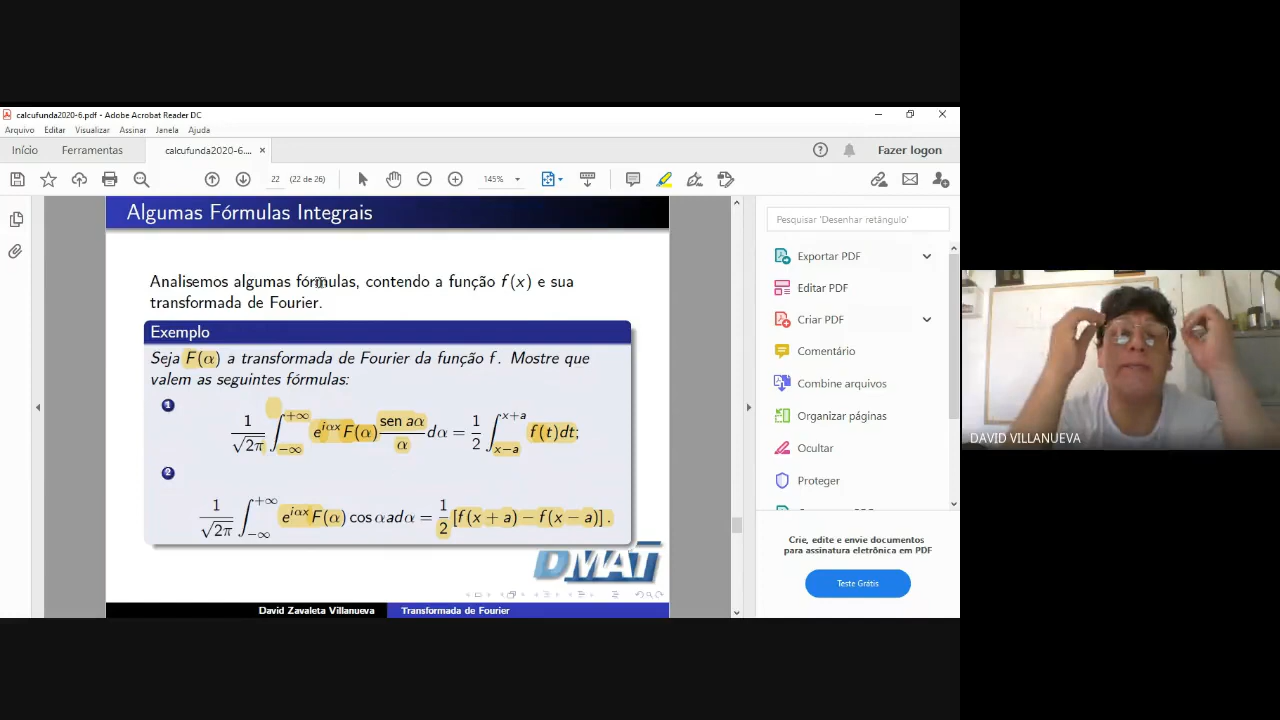 calcufunda2020-6.pdf - Adobe Acrobat Reader DC
Arquivo Editar Visualizar Assinar Janela Ajuda
Início Ferramentas calcufunda2020-6.... × Fazer logon
22 (22 de 26) 145%
Algumas Fórmulas Integrais
Analisemos algumas fórmulas, contendo a função f(x) e sua
transformada de Fourier.
Exemplo
Seja F(α) a transformada de Fourier da função f. Mostre que
valem as seguintes fórmulas:
1
1/√2π ∫_{−∞}^{+∞} e^{iαx} F(α) sen aα/α dα = 1/2 ∫_{x−a}^{x+a} f(t)dt;
2
1/√2π ∫_{−∞}^{+∞} e^{iαx} F(α) cos αadα = 1/2 [f(x + a) − f(x − a)] .
DMAT
David Zavaleta Villanueva Transformada de Fourier
Pesquisar 'Desenhar retângulo'
Exportar PDF
Editar PDF
Criar PDF
Comentário
Combine arquivos
Organizar páginas
Ocultar
Proteger
Crie, edite e envie documentos
para assinatura eletrônica em PDF
Teste Grátis
DAVID VILLANUEVA